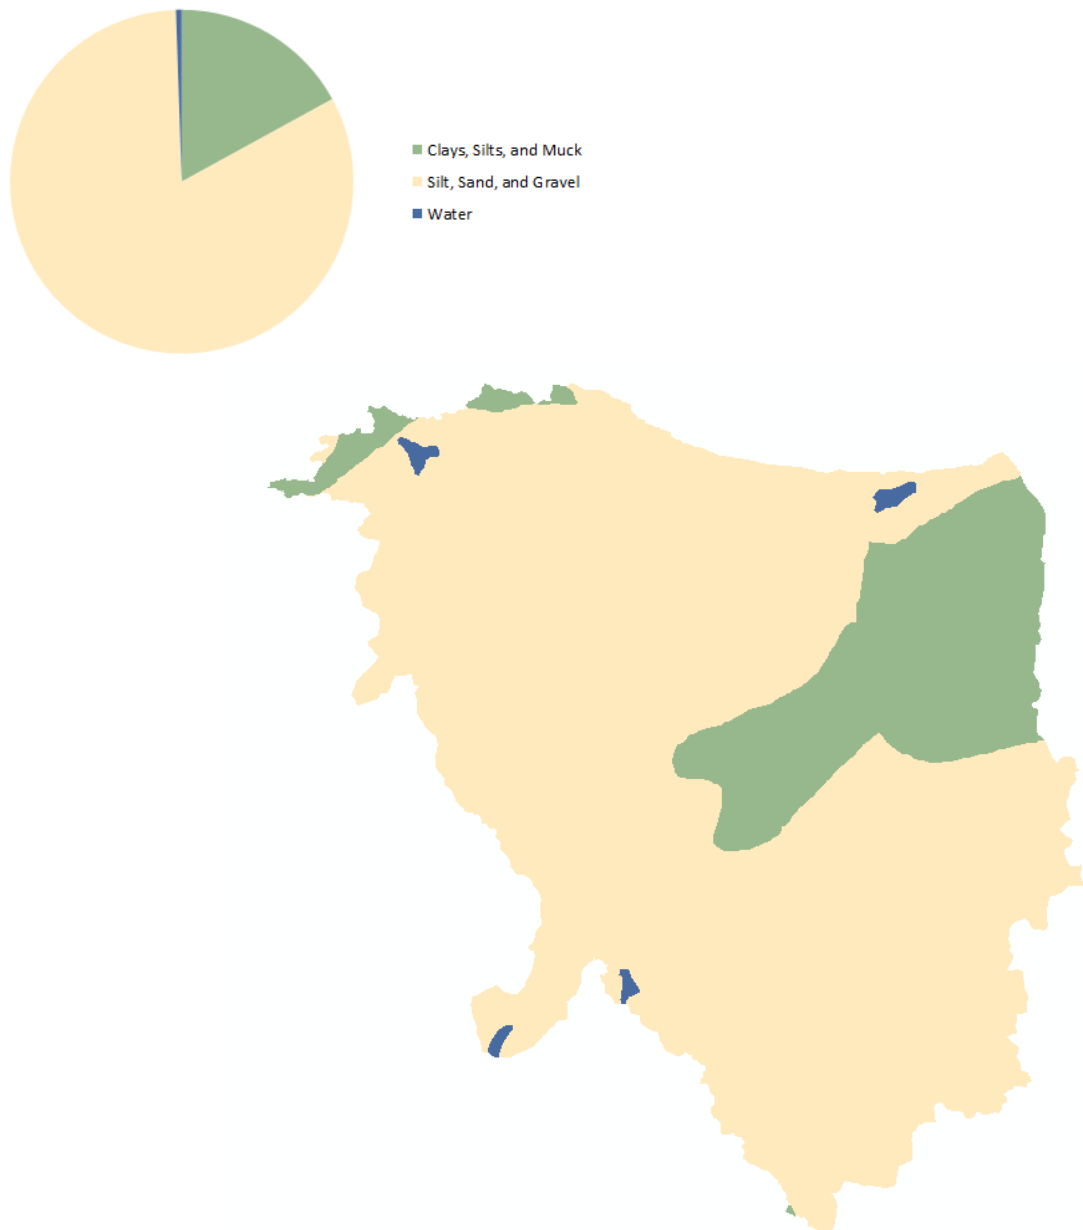 Clays, Silts, and Muck
Silt, Sand, and Gravel
Water